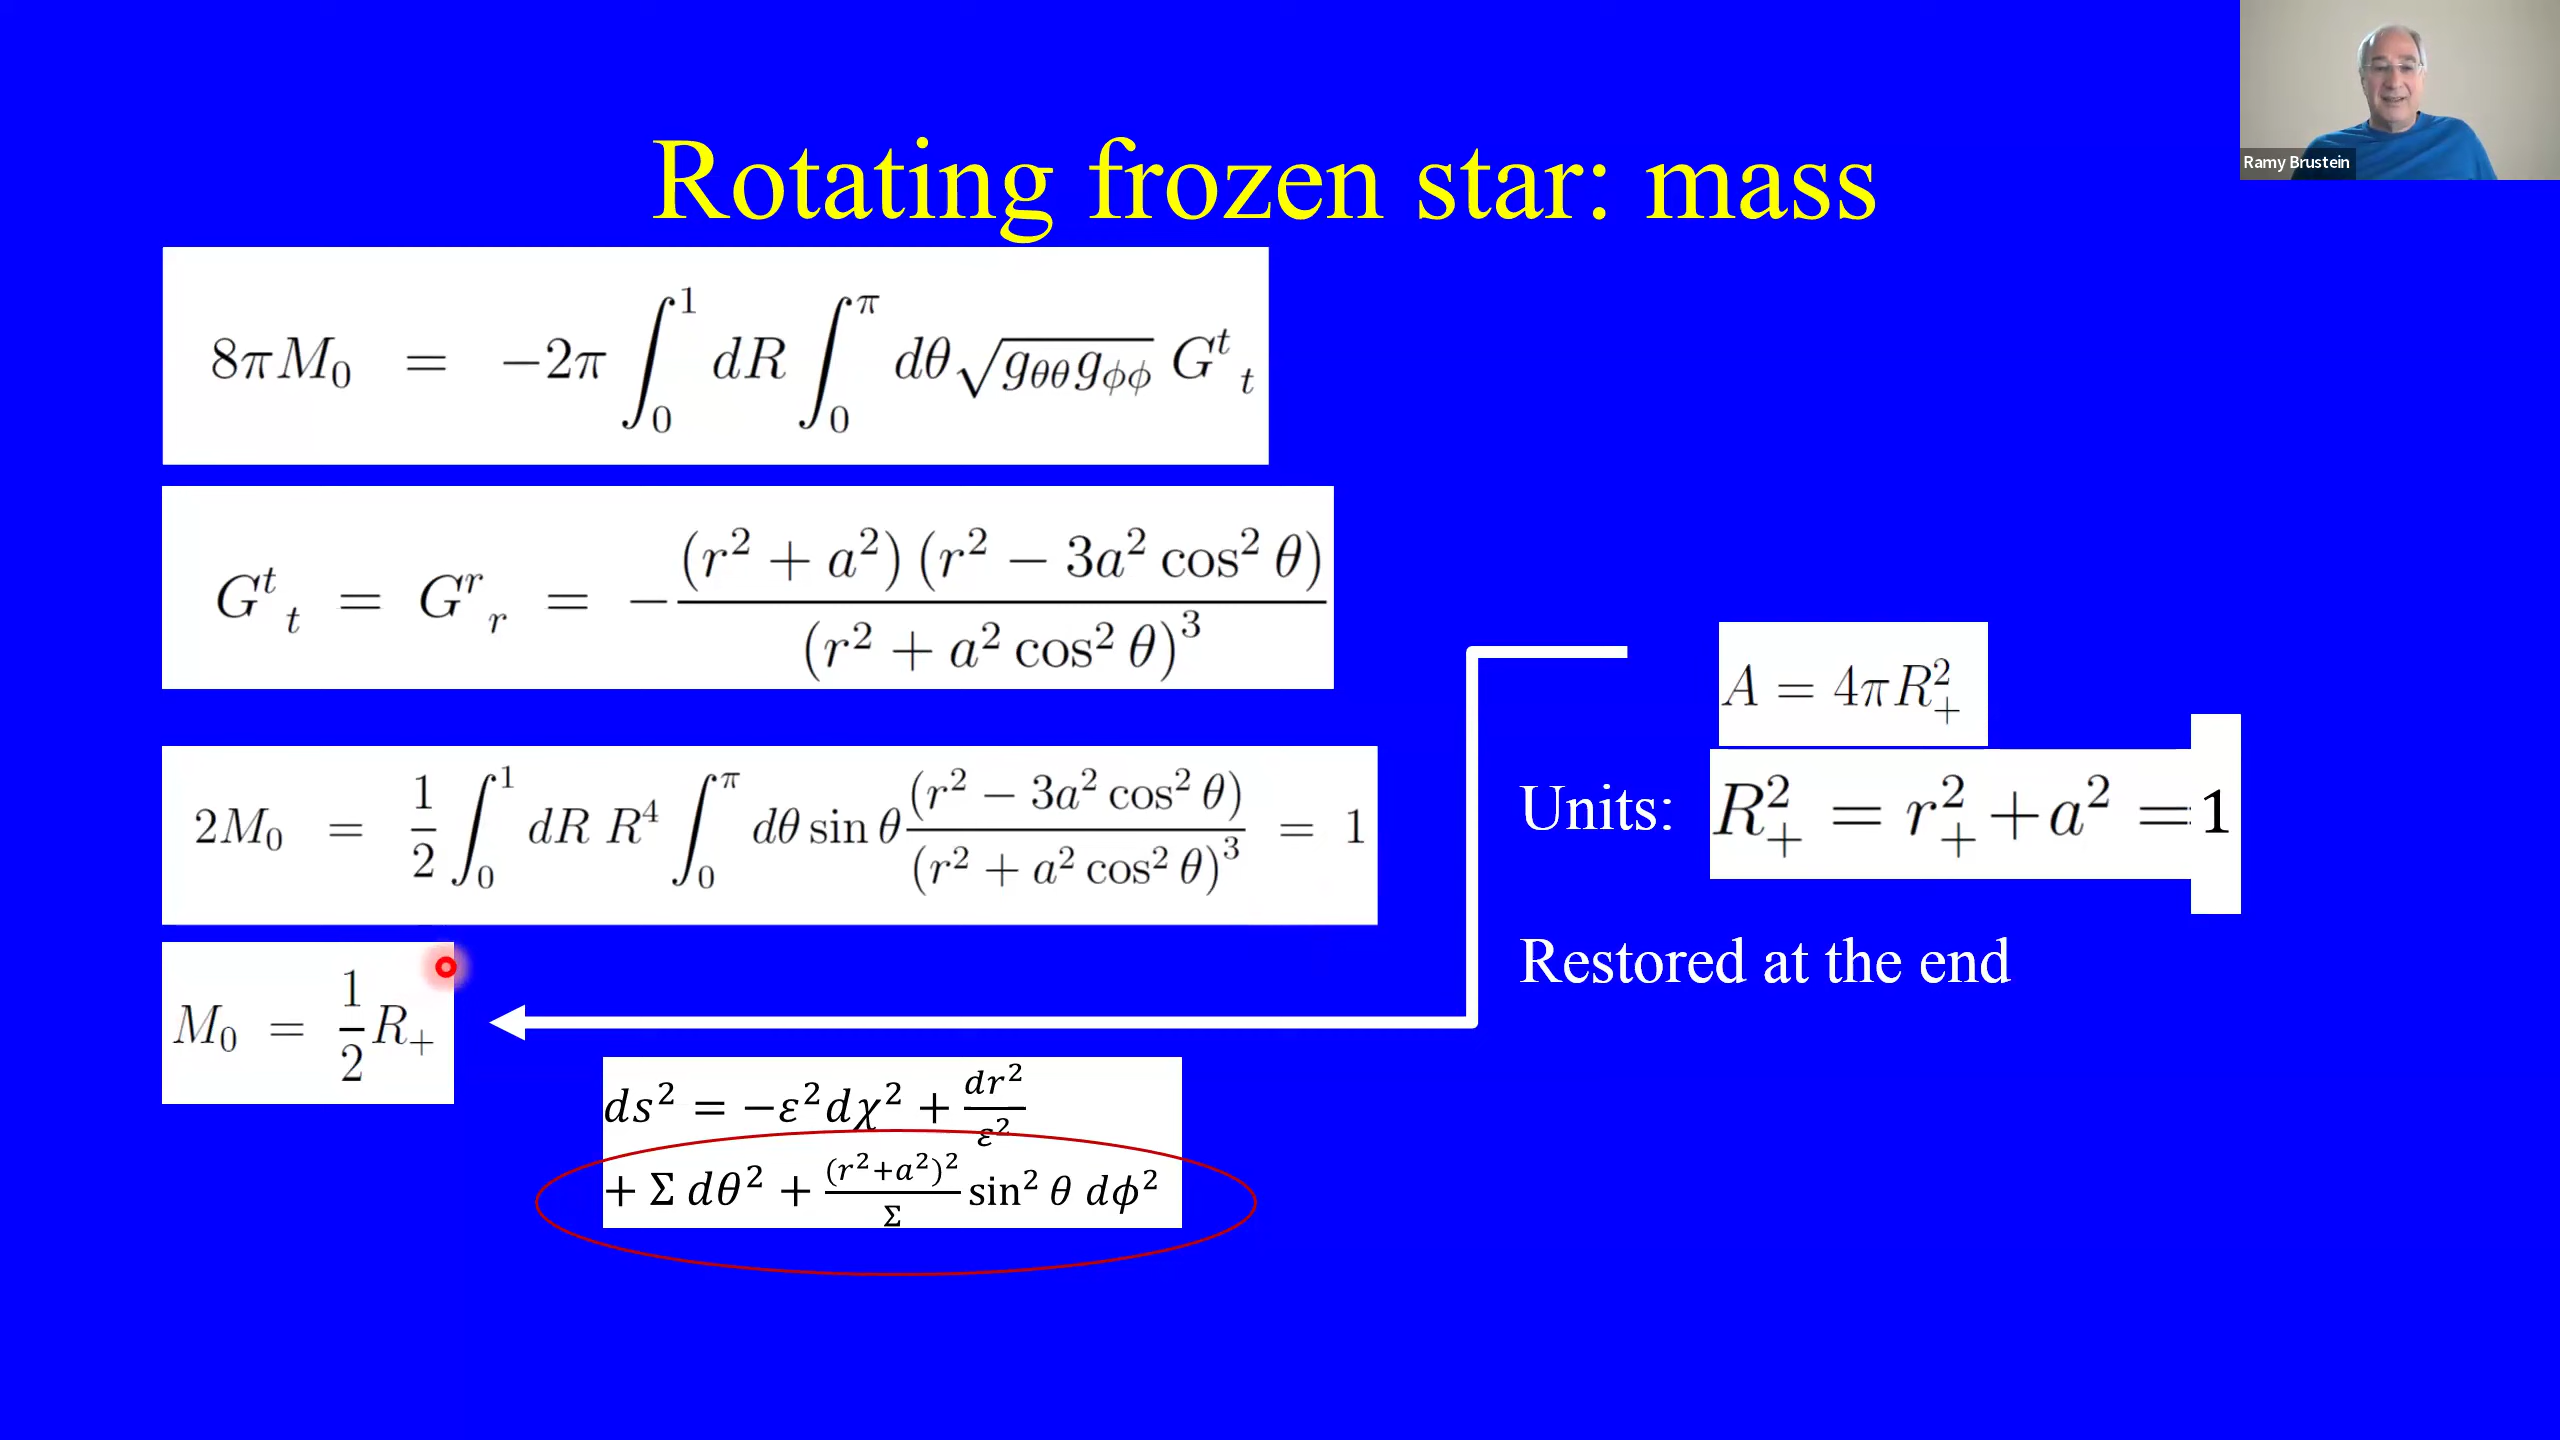 Ramy Brustein
Rotating frozen star: mass
8πM₀ = −2π ∫₀¹ dR ∫₀^π dθ √(g_θθ g_ϕϕ) G^t_t
G^t_t = G^r_r = − (r² + a²) (r² − 3a² cos² θ) / (r² + a² cos² θ)³
2M₀ = 1/2 ∫₀¹ dR R⁴ ∫₀^π dθ sin θ (r² − 3a² cos² θ) / (r² + a² cos² θ)³ = 1
A = 4πR₊²
Units: R₊² = r₊² + a² = 1
Restored at the end
M₀ = 1/2 R₊
ds² = −ε²dχ² + dr²/ε²
+ Σ dθ² + (r²+a²)²/Σ sin² θ dϕ²